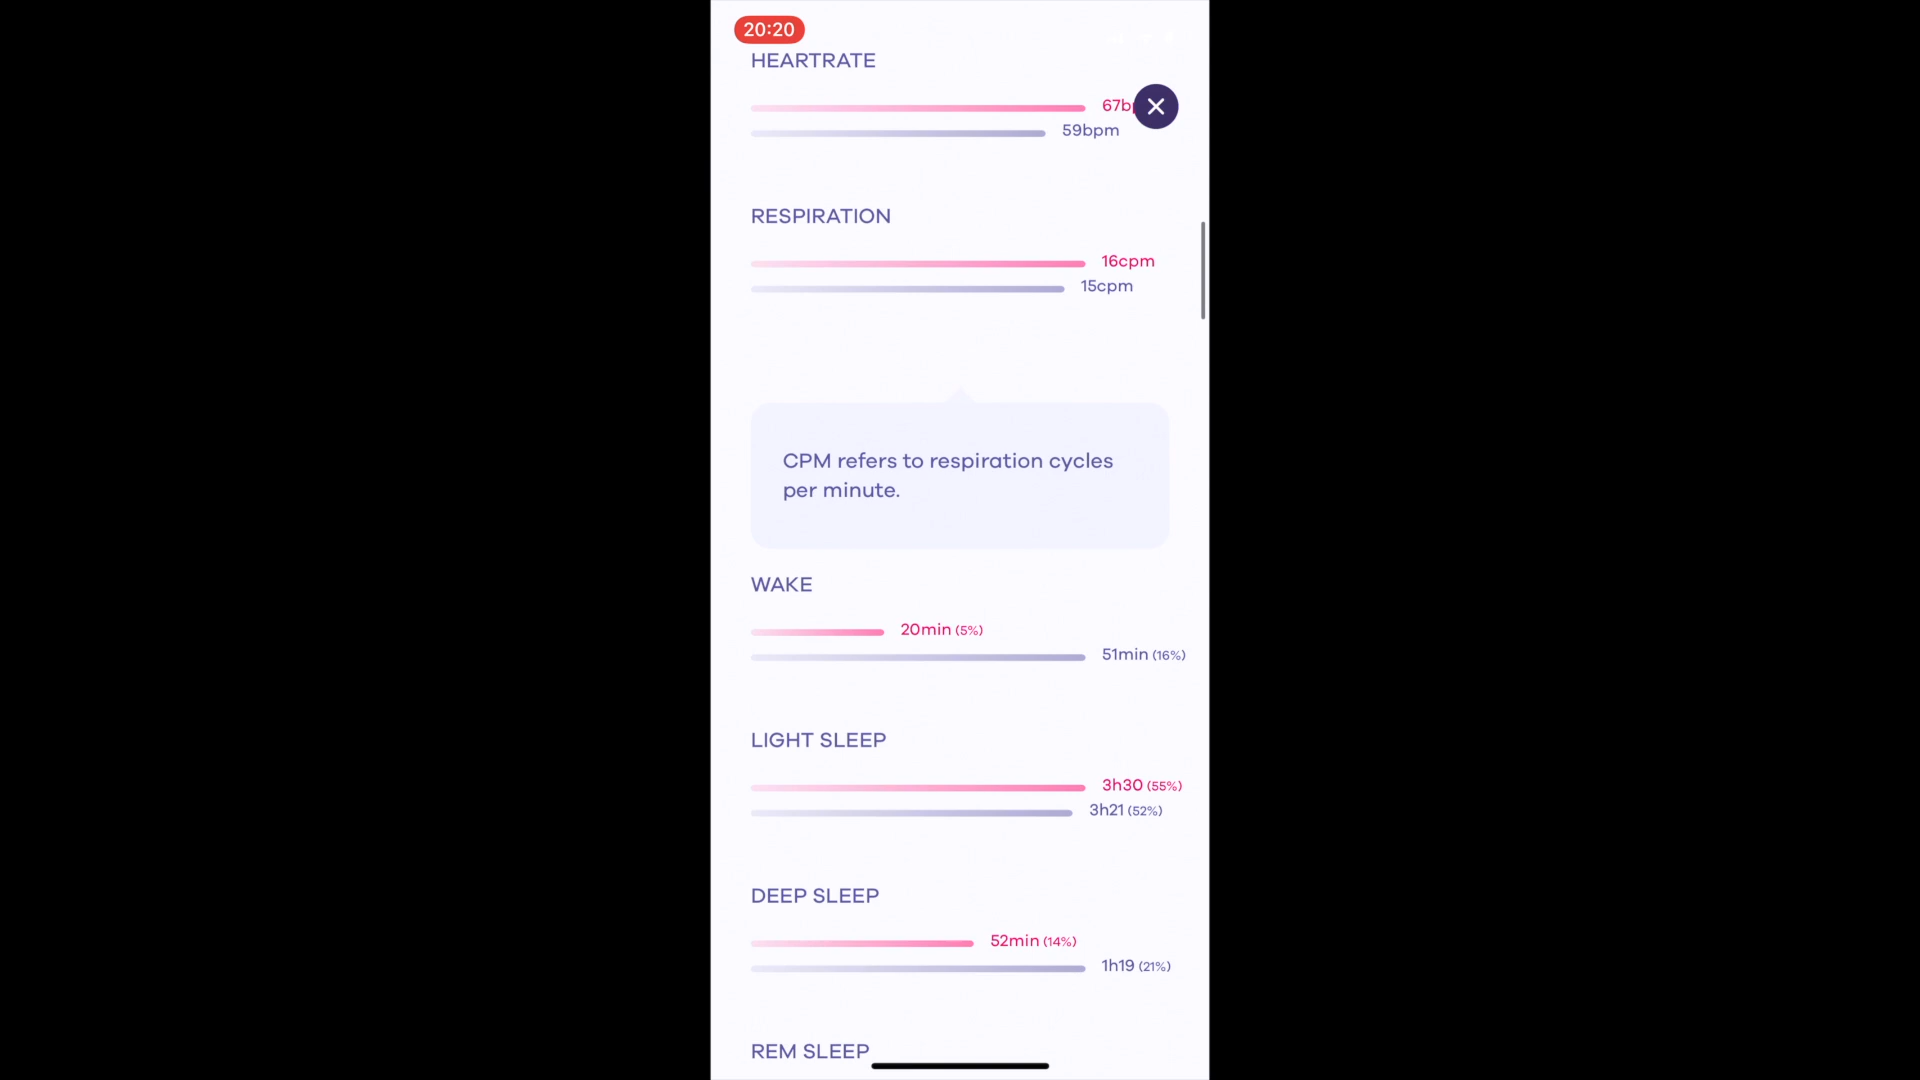 20:20
HEARTRATE
67b
59bpm
RESPIRATION
16cpm
15cpm
CPM refers to respiration cycles
per minute.
WAKE
20min (5%)
51min (16%)
LIGHT SLEEP
3h30 (55%)
3h21 (52%)
DEEP SLEEP
52min (14%)
1h19 (21%)
REM SLEEP